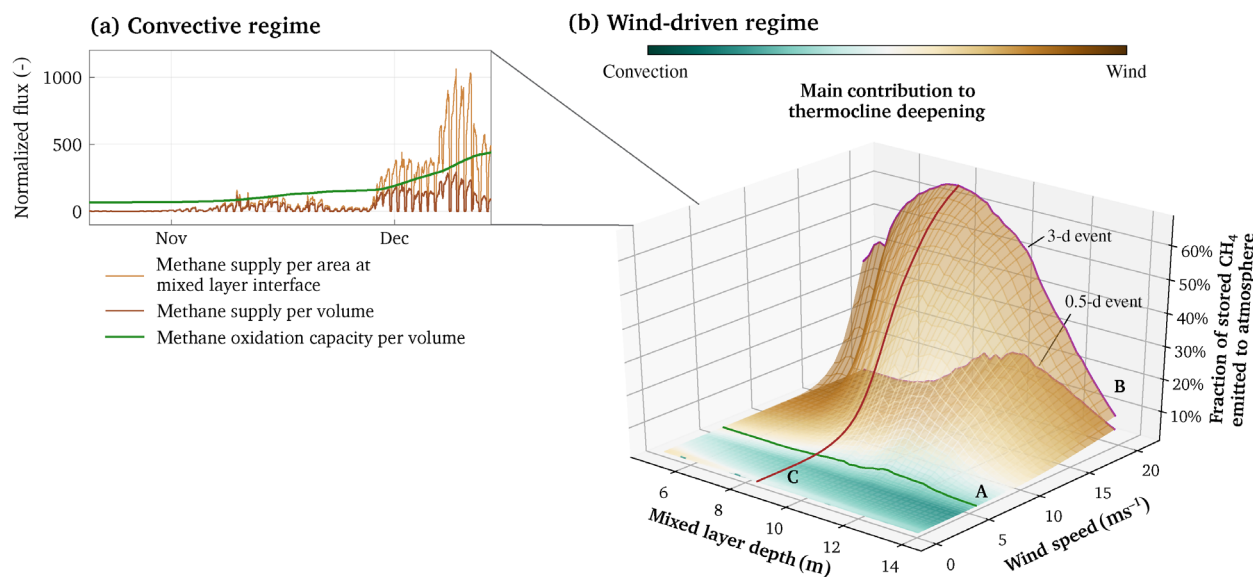 (a) Convective regime
Normalized flux (-)
1000
500
0
Nov
Dec
Methane supply per area at
mixed layer interface
Methane supply per volume
Methane oxidation capacity per volume
(b) Wind-driven regime
Convection
Wind
Main contribution to
thermocline deepening
3-d event
0.5-d event
A
B
C
60%
50%
40%
30%
20%
10%
Fraction of stored CH₄
emitted to atmosphere
6
8
10
12
14
Mixed layer depth (m)
0
5
10
15
20
Wind speed (ms⁻¹)